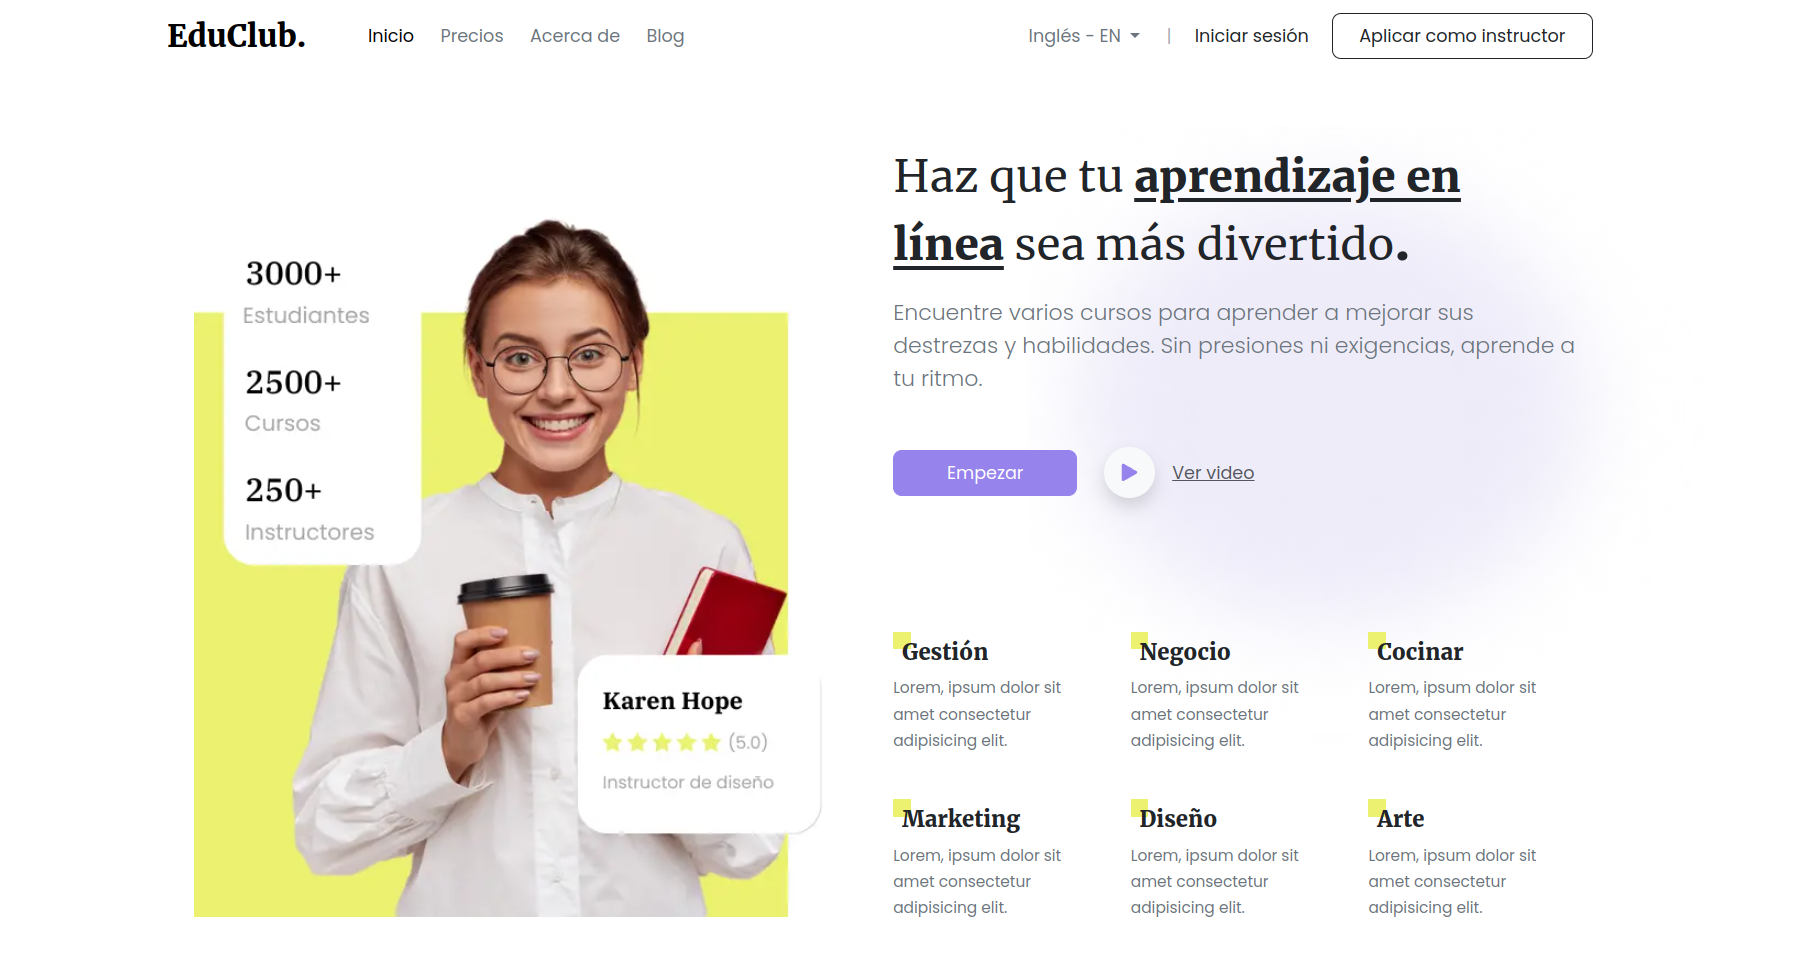 EduClub.
Inicio
Precios
Acerca de
Blog
Inglés - EN
|
Iniciar sesión
Aplicar como instructor
3000+
Estudiantes
2500+
Cursos
250+
Instructores
Karen Hope
(5.0)
Instructor de diseño
Haz que tu aprendizaje en
línea sea más divertido.
Encuentre varios cursos para aprender a mejorar sus
destrezas y habilidades. Sin presiones ni exigencias, aprende a
tu ritmo.
Empezar
Ver video
Gestión
Lorem, ipsum dolor sit
amet consectetur
adipisicing elit.
Negocio
Lorem, ipsum dolor sit
amet consectetur
adipisicing elit.
Cocinar
Lorem, ipsum dolor sit
amet consectetur
adipisicing elit.
Marketing
Lorem, ipsum dolor sit
amet consectetur
adipisicing elit.
Diseño
Lorem, ipsum dolor sit
amet consectetur
adipisicing elit.
Arte
Lorem, ipsum dolor sit
amet consectetur
adipisicing elit.